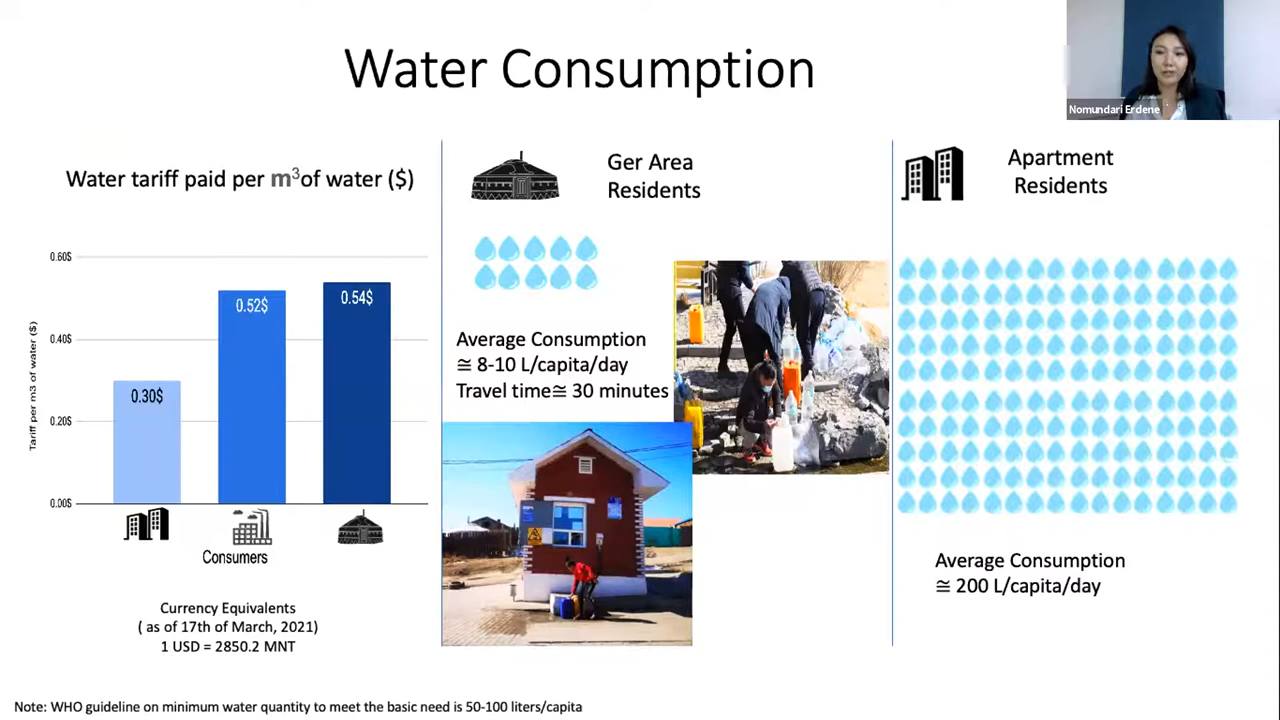 Water Consumption
Nomundari Erdene
Water tariff paid per m³of water ($)
Tariff per m3 of water ($)
0.60$
0.40$
0.20$
0.00$
0.30$
0.52$
0.54$
Consumers
Currency Equivalents
( as of 17th of March, 2021)
1 USD = 2850.2 MNT
Ger Area
Residents
Average Consumption
≅ 8-10 L/capita/day
Travel time≅ 30 minutes
Apartment
Residents
Average Consumption
≅ 200 L/capita/day
Note: WHO guideline on minimum water quantity to meet the basic need is 50-100 liters/capita